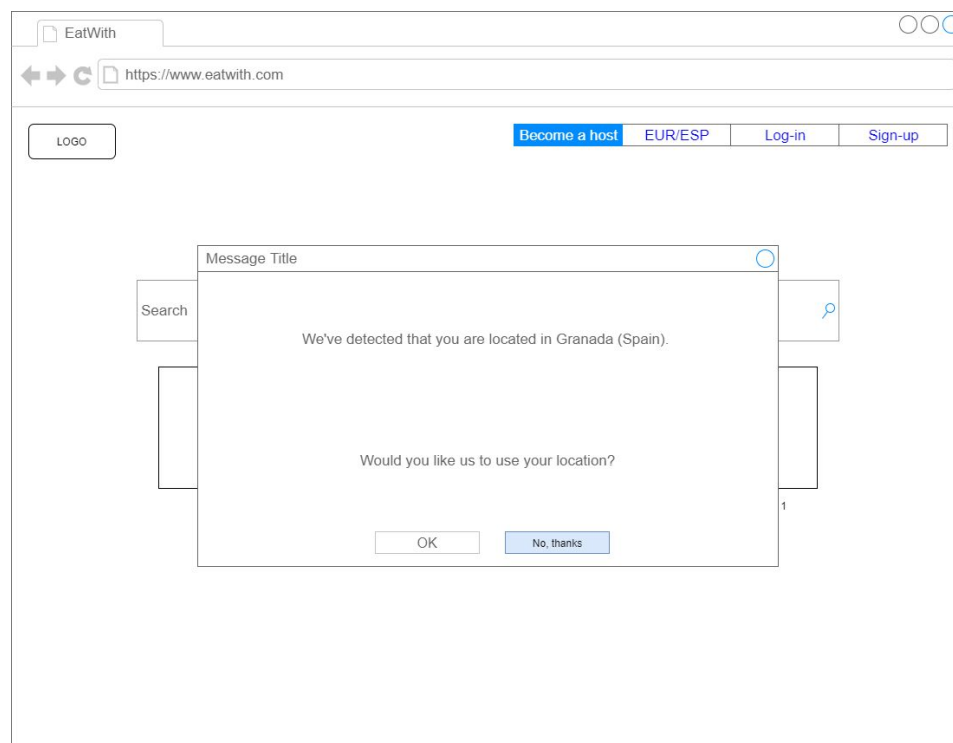 EatWith
https://www.eatwith.com
LOGO
Become a host EUR/ESP Log-in Sign-up
Message Title
Search
We've detected that you are located in Granada (Spain).
Would you like us to use your location?
1
OK No, thanks